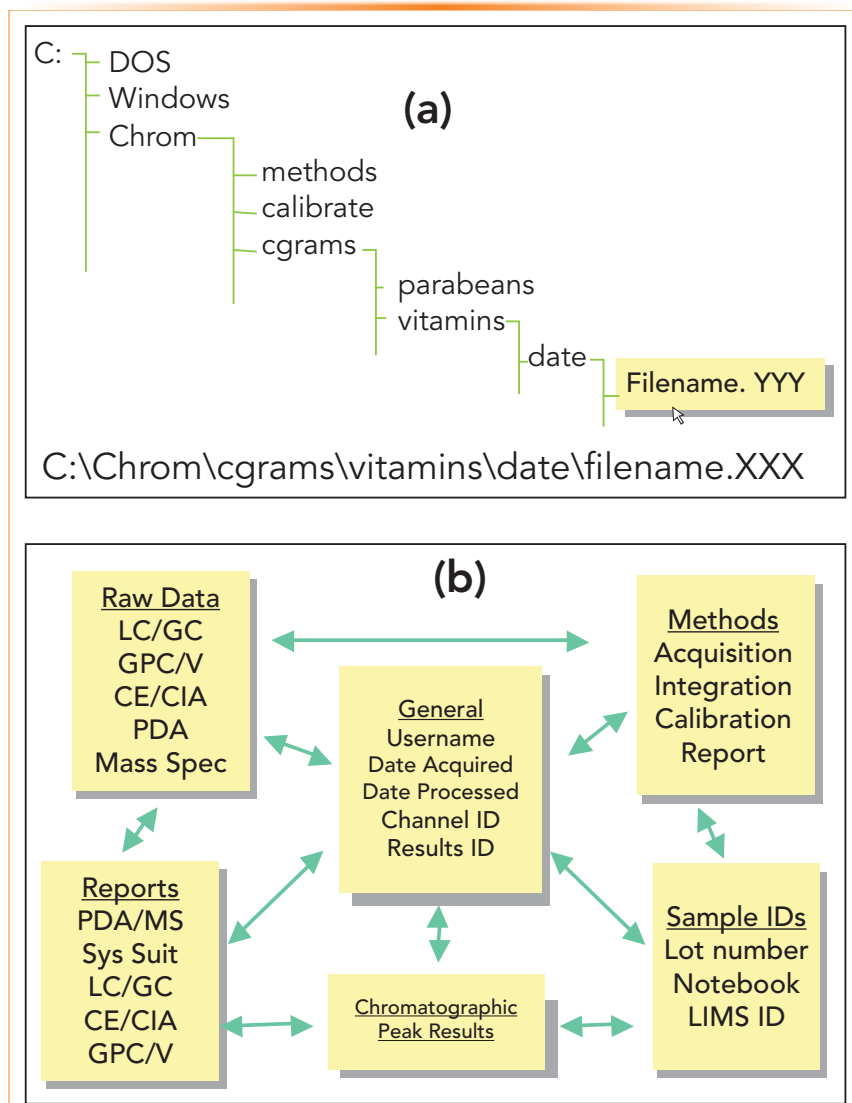 C:
DOS
Windows
(a)
Chrom
methods
calibrate
cgrams
parabeans
vitamins
date
Filename. YYY
C:\Chrom\cgrams\vitamins\date\filename.XXX
(b)
Raw Data
LC/GC
GPC/V
CE/CIA
PDA
Mass Spec
General
Username
Date Acquired
Date Processed
Channel ID
Results ID
Methods
Acquisition
Integration
Calibration
Report
Reports
PDA/MS
Sys Suit
LC/GC
CE/CIA
GPC/V
Chromatographic
Peak Results
Sample IDs
Lot number
Notebook
LIMS ID